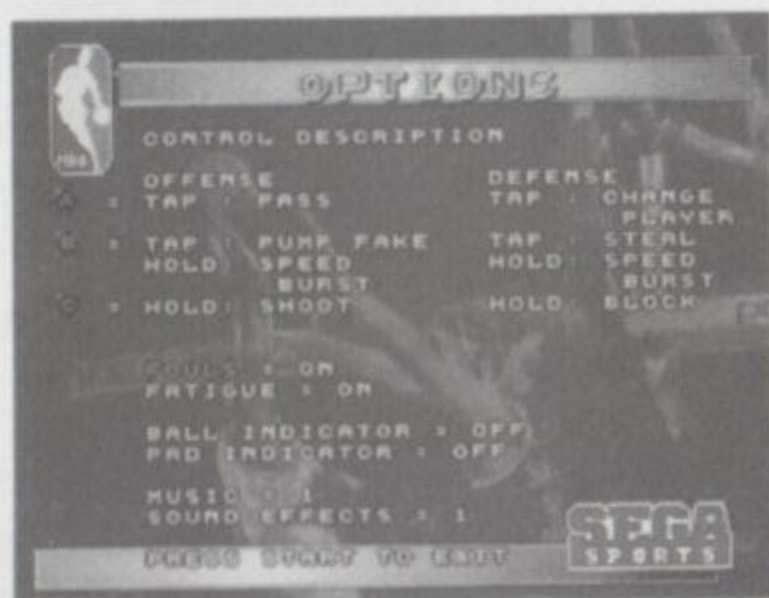 OPTIONS
NBA
CONTROL DESCRIPTION
OFFENSE DEFENSE
A = TAP : PASS TAP : CHANGE
PLAYER
B = TAP : PUMP FAKE TAP : STEAL
HOLD: SPEED HOLD: SPEED
BURST BURST
C = HOLD: SHOOT HOLD: BLOCK
FOULS = ON
FATIGUE = ON
BALL INDICATOR = OFF
PAD INDICATOR = OFF
MUSIC = 1
SOUND EFFECTS = 1
PRESS START TO EXIT
SEGA
SPORTS